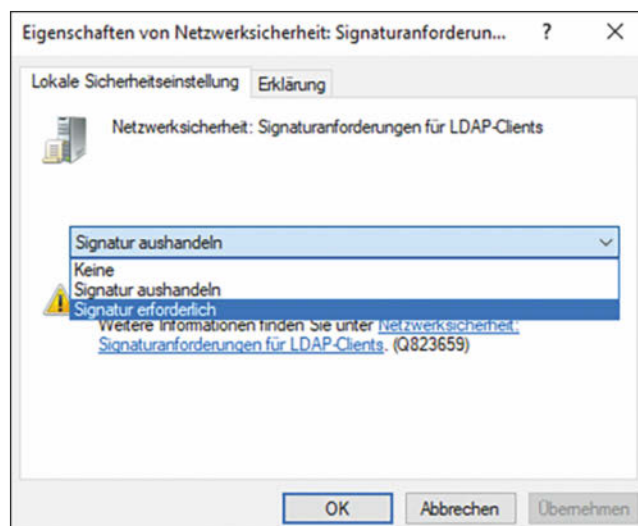 Eigenschaften von Netzwerksicherheit: Signaturanforderun... ?
Lokale Sicherheitseinstellung Erklärung
Netzwerksicherheit: Signaturanforderungen für LDAP-Clients
Signatur aushandeln
Keine
Signatur aushandeln
Signatur erforderlich
Weitere Informationen finden Sie unter Netzwerksicherheit:
Signaturanforderungen für LDAP-Clients. (Q823659)
OK Abbrechen Übernehmen